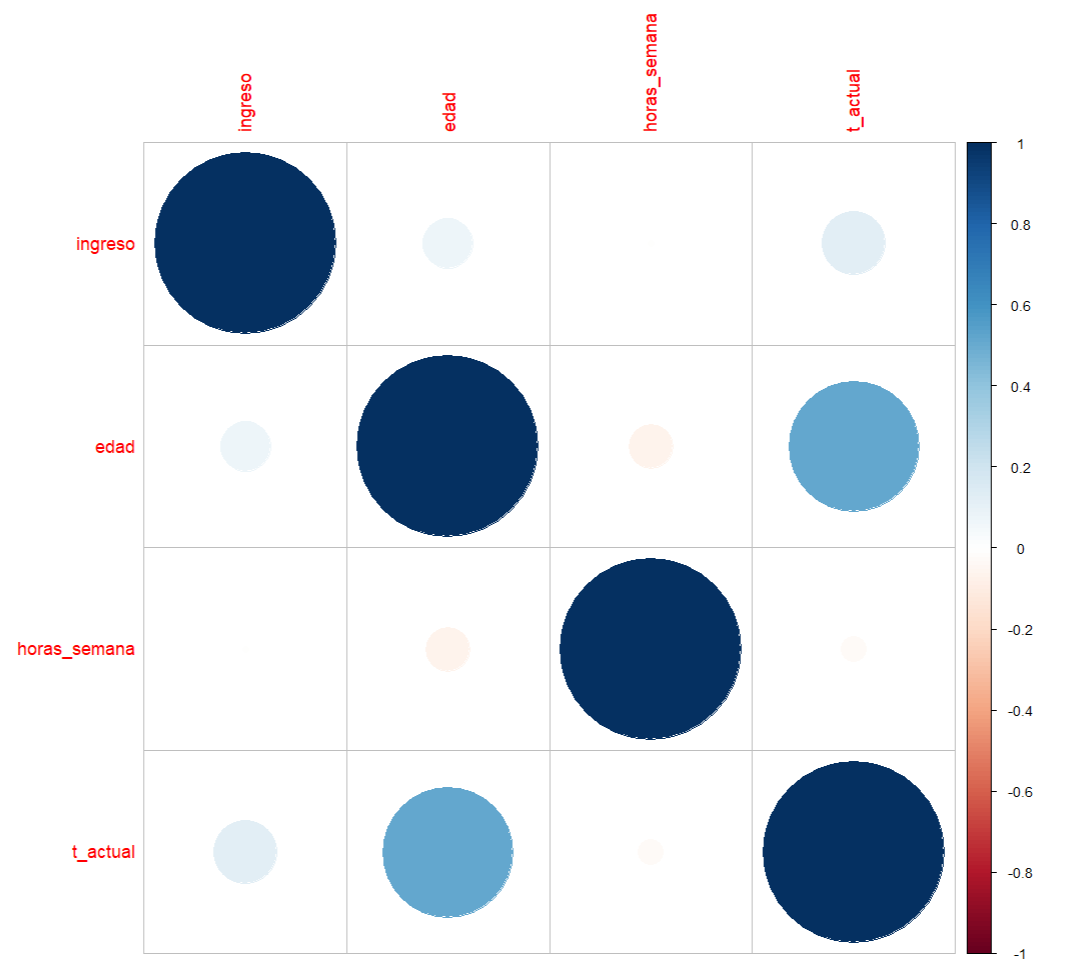 ingreso
edad
horas_semana
t_actual
ingreso
edad
horas_semana
t_actual
1
0.8
0.6
0.4
0.2
0
-0.2
-0.4
-0.6
-0.8
-1